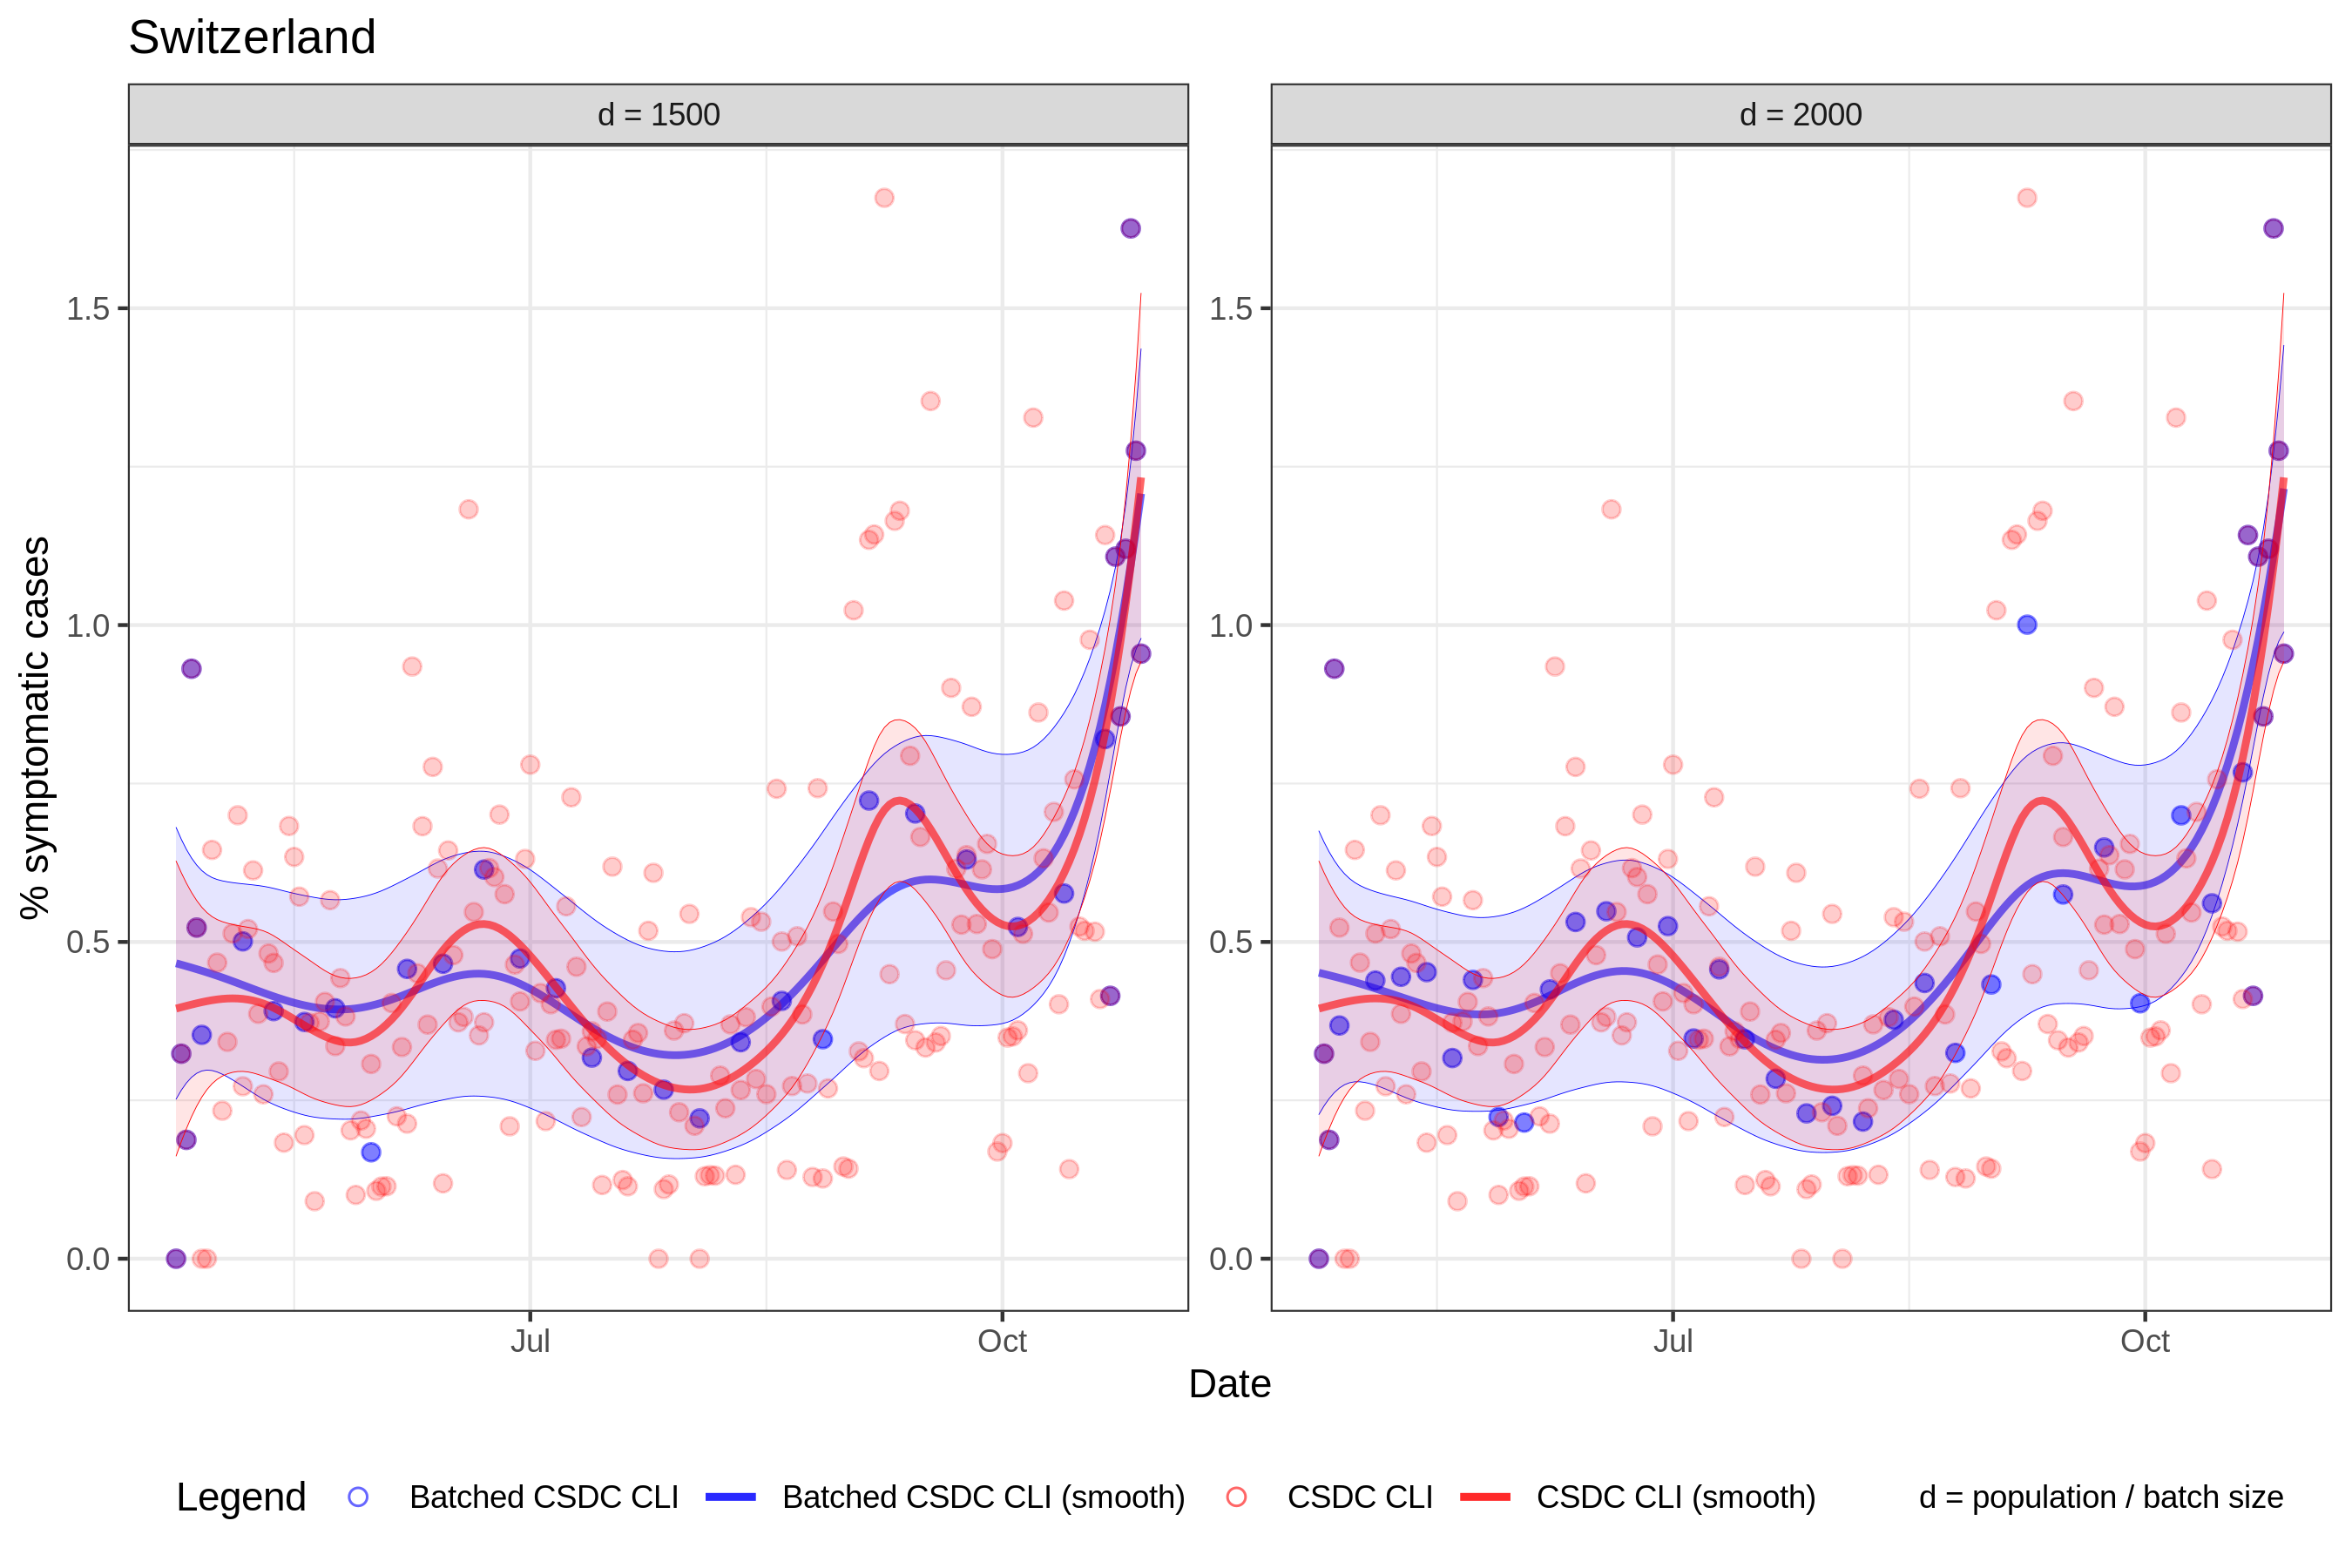 Switzerland
d = 1500
d = 2000
% symptomatic cases
1.5
1.0
0.5
0.0
1.5
1.0
0.5
0.0
Jul
Oct
Jul
Oct
Date
Legend Batched CSDC CLI Batched CSDC CLI (smooth) CSDC CLI CSDC CLI (smooth) d = population / batch size